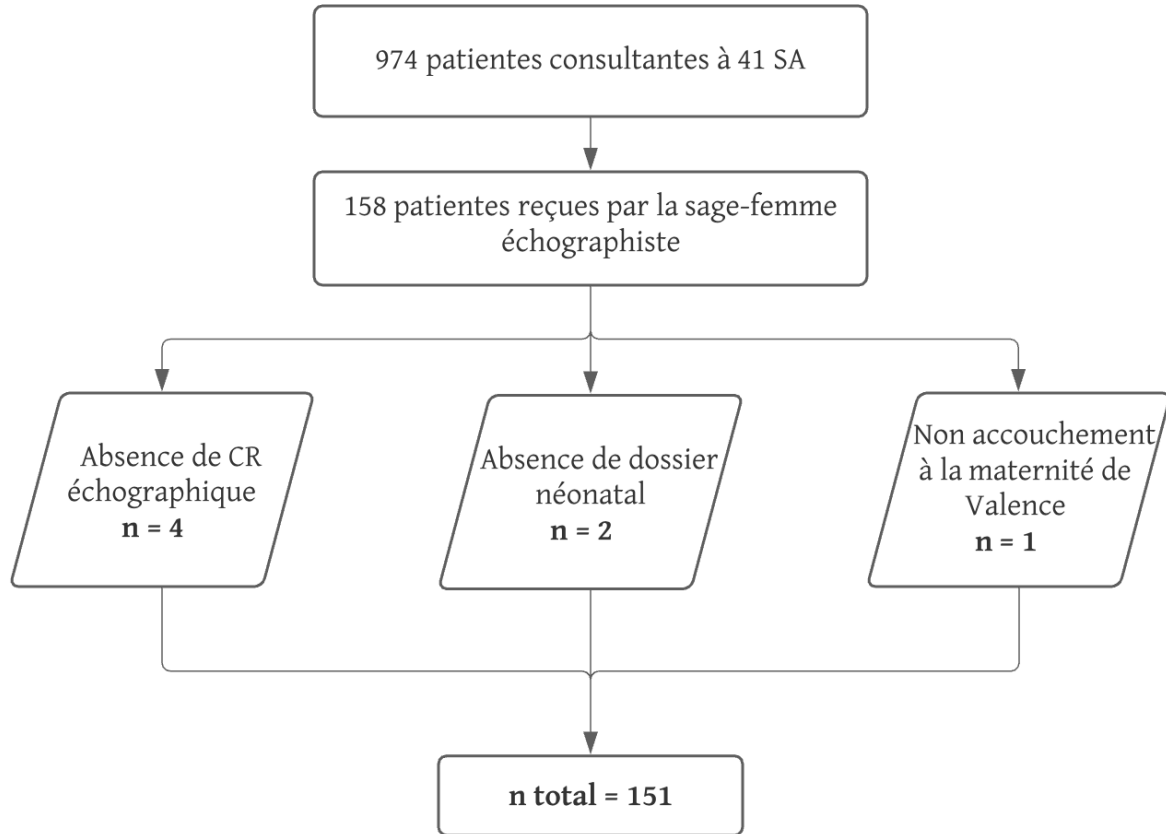 974 patientes consultantes à 41 SA
158 patientes reçues par la sage-femme
échographiste
Absence de CR
échographique
n = 4
Absence de dossier
néonatal
n = 2
Non accouchement
à la maternité de
Valence
n = 1
n total = 151